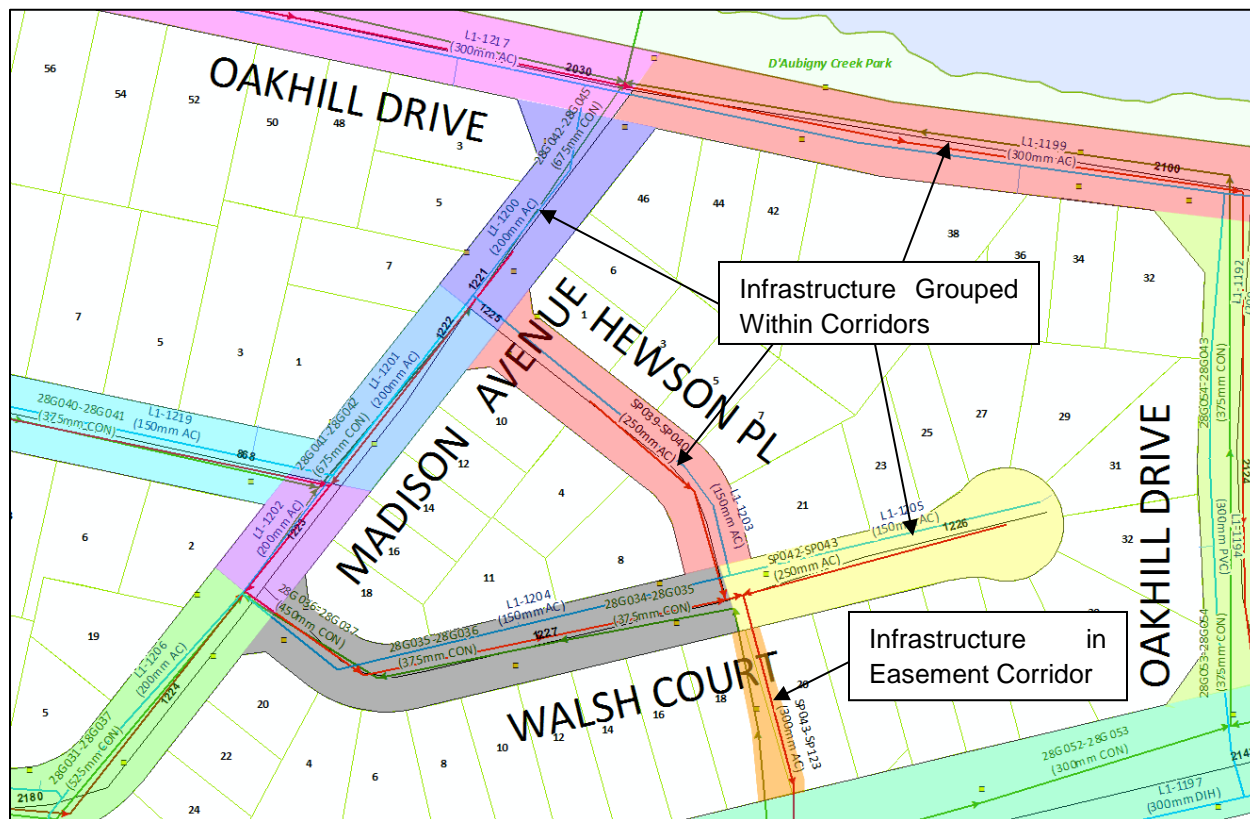 L1-1217
(300mm AC)
2030
D'Aubigny Creek Park
OAKHILL DRIVE
56
54
52
50
48
3
5
7
28G042-28G045
(675mm CON)
L1-1200
(200mm AC)
1221
L1-1199
(300mm AC)
2100
46
44
42
38
36
34
32
6
Infrastructure Grouped
Within Corridors
L1-1192
28G054-28G043
(375mm CON)
2124
L1-1194
(300mm PVC)
28G053-28G054
(375mm CON)
OAKHILL DRIVE
7
5
3
1
1222
L1-1201
(200mm AC)
28G041-28G042
(675mm CON)
1225
MADISON AVENUE
HEWSON PL
1
3
5
7
SP039-SP040
(250mm AC)
L1-1203
(150mm AC)
28G040-28G041
(375mm CON)
L1-1219
(150mm AC)
868
L1-1202
(200mm AC)
1223
6
2
10
12
14
16
18
4
8
11
21
23
25
27
29
31
32
L1-1205
(150mm AC)
1226
SP042-SP043
(250mm AC)
28G036-28G037
(450mm CON)
L1-1204
(150mm AC)
28G034-28G035
(375mm CON)
28G035-28G036
(375mm CON)
1227
Infrastructure in
Easement Corridor
WALSH COURT
19
5
L1-1206
(200mm AC)
1224
28G031-28G037
(525mm CON)
2180
20
22
24
4
6
8
10
12
14
16
18
20
SP043-SP123
(300mm AC)
28G052-28G053
(300mm CON)
L1-1197
(300mm DIH)